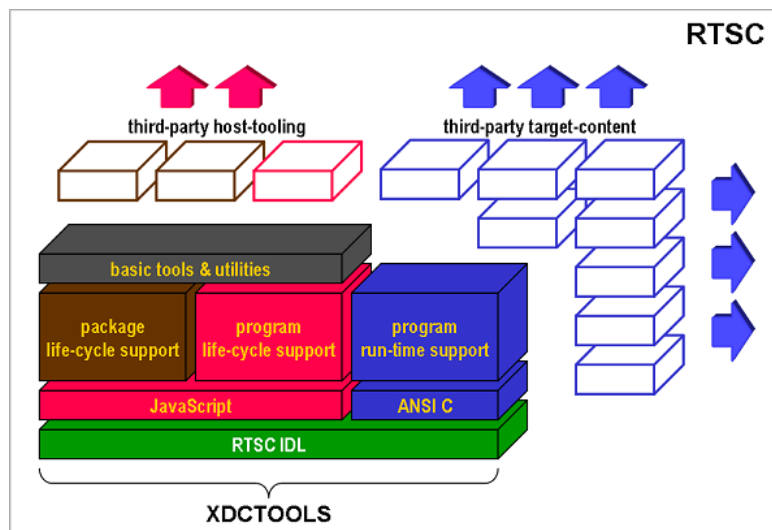 RTSC
third-party host-tooling
third-party target-content
basic tools & utilities
package
life-cycle support
program
life-cycle support
program
run-time support
JavaScript
ANSI C
RTSC IDL
XDCTOOLS